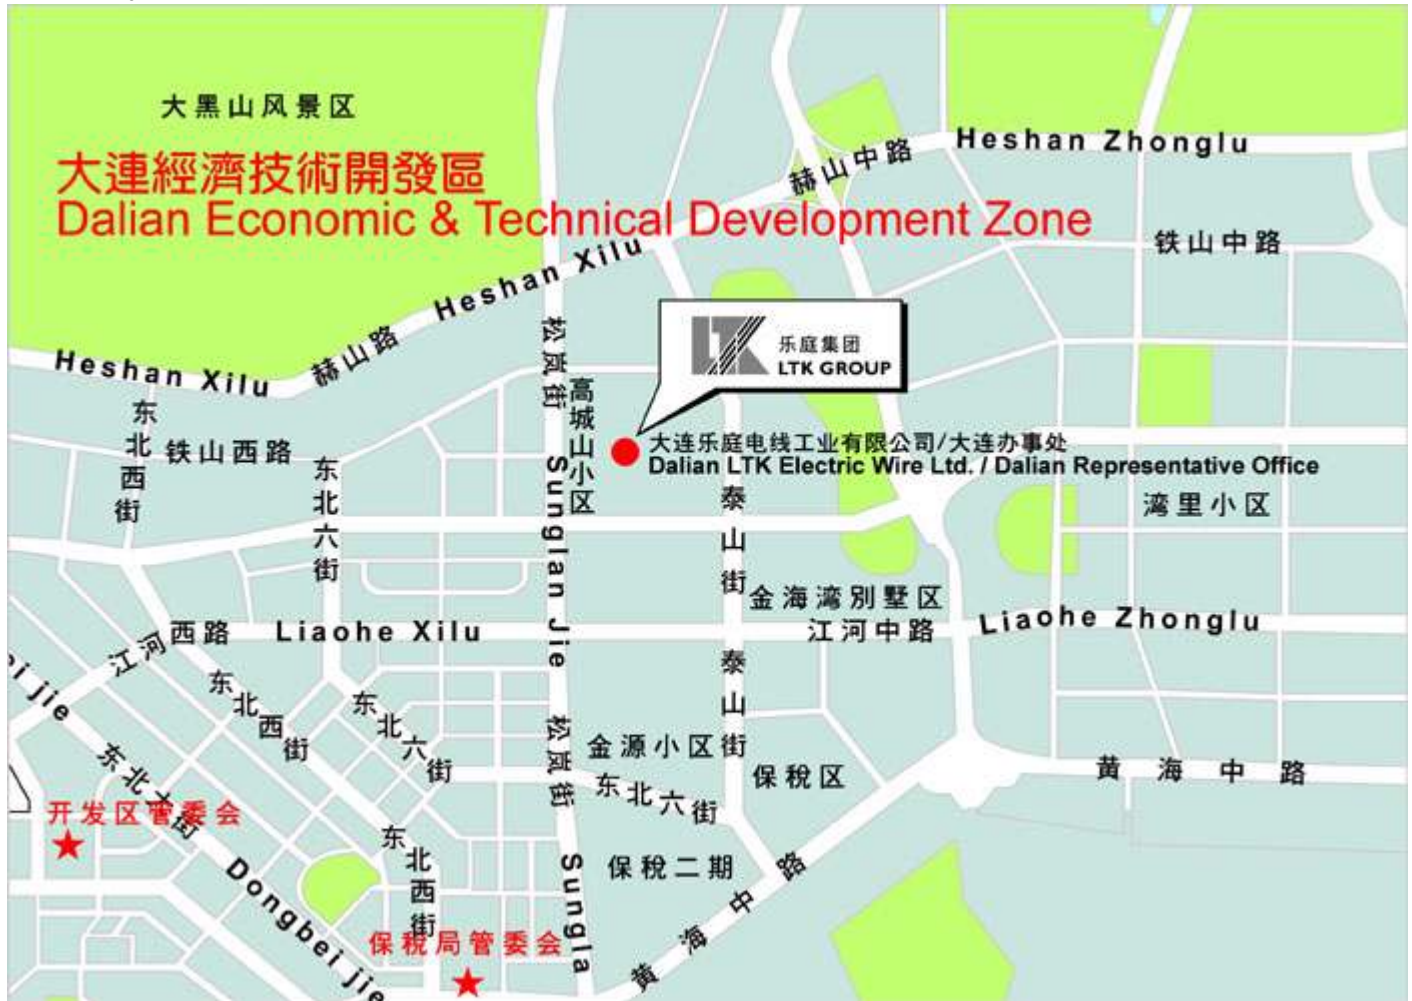 大黑山风景区
大連經濟技術開發區
Dalian Economic & Technical Development Zone
Heshan Zhonglu
赫山中路
铁山中路
Heshan Xilu
赫山路
Heshan Xilu
乐庭集团
LTK GROUP
松岚街
高城山小区
大连乐庭电线工业有限公司/大连办事处
Dalian LTK Electric Wire Ltd. / Dalian Representative Office
东北西街
铁山西路
东北六街
Sunglan Jie
泰山街
湾里小区
金海湾别墅区
江河中路
Liaohe Zhonglu
江河西路
Liaohe Xilu
ei jie
东北西街
东北六街
泰山街
松岚街
金源小区
东北六街
保税区
黄海中路
东北大街
开发区管委会
东北西街
保税二期
Dongbei jie
Sungla
保税局管委会
黄海中路